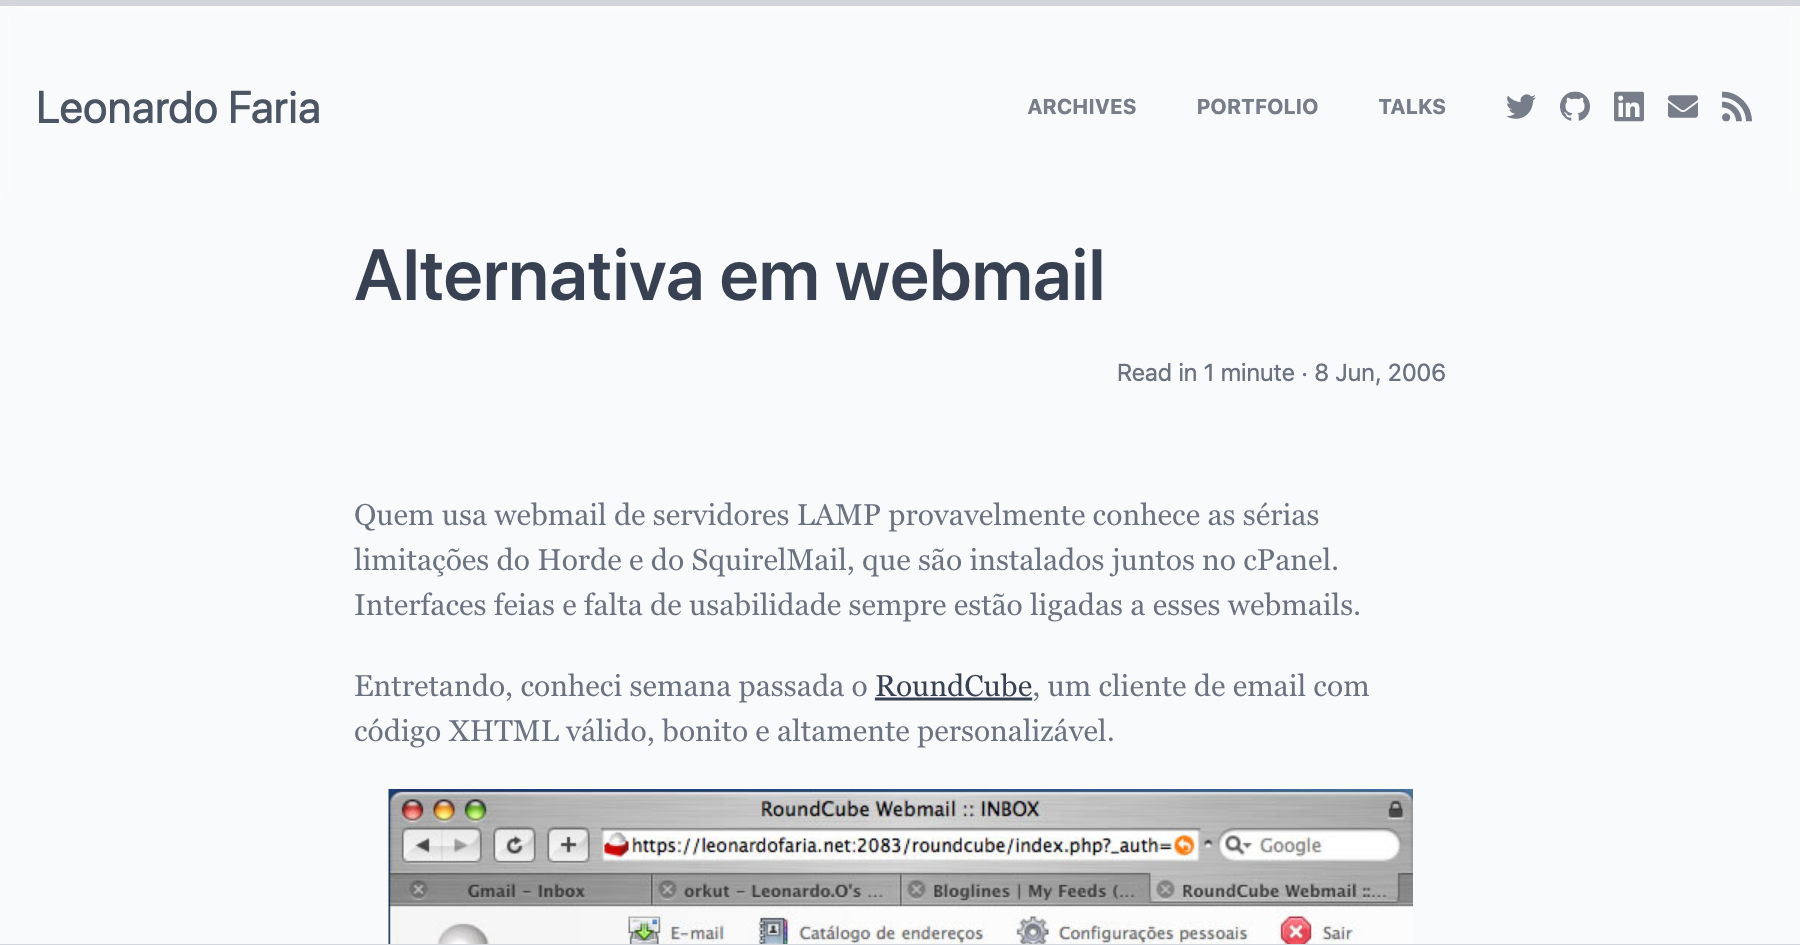 Leonardo Faria
ARCHIVES PORTFOLIO TALKS
Alternativa em webmail
Read in 1 minute · 8 Jun, 2006
Quem usa webmail de servidores LAMP provavelmente conhece as sérias
limitações do Horde e do SquirelMail, que são instalados juntos no cPanel.
Interfaces feias e falta de usabilidade sempre estão ligadas a esses webmails.
Entretando, conheci semana passada o RoundCube, um cliente de email com
código XHTML válido, bonito e altamente personalizável.
RoundCube Webmail :: INBOX
https://leonardofaria.net:2083/roundcube/index.php?_auth= Google
Gmail – Inbox orkut – Leonardo.O's ... Bloglines | My Feeds (... RoundCube Webmail ::...
E-mail Catálogo de endereços Configurações pessoais Sair